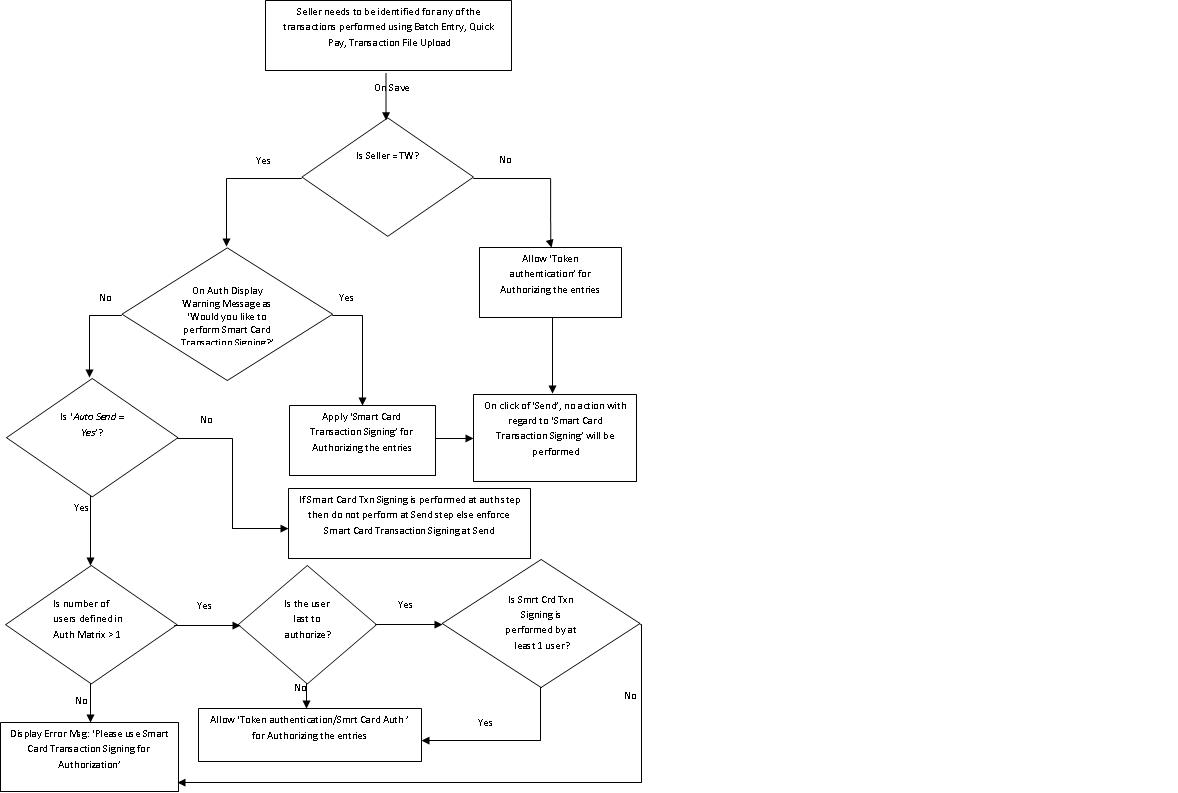 Seller needs to be identified for any of the
transactions performed using Batch Entry, Quick
Pay, Transaction File Upload
On Save
Is Seller = TW?
Yes
No
Allow 'Token
authentication' for
Authorizing the entries
On Auth Display
Warning Message as
'Would you like to
perform Smart Card
Transaction Signing?'
No
Yes
Is 'Auto Send =
Yes'?
No
Apply 'Smart Card
Transaction Signing' for
Authorizing the entries
On click of 'Send', no action with
regard to 'Smart Card
Transaction Signing' will be
performed
Yes
If Smart Card Txn Signing is performed at auth step
then do not perform at Send step else enforce
Smart Card Transaction Signing at Send
Is number of
users defined in
Auth Matrix > 1
Yes
Is the user
last to
authorize?
Yes
Is Smrt Crd Txn
Signing is
performed by at
least 1 user?
No
No
No
Yes
Display Error Msg: 'Please use Smart
Card Transaction Signing for
Authorization'
Allow 'Token authentication/Smrt Card Auth '
for Authorizing the entries